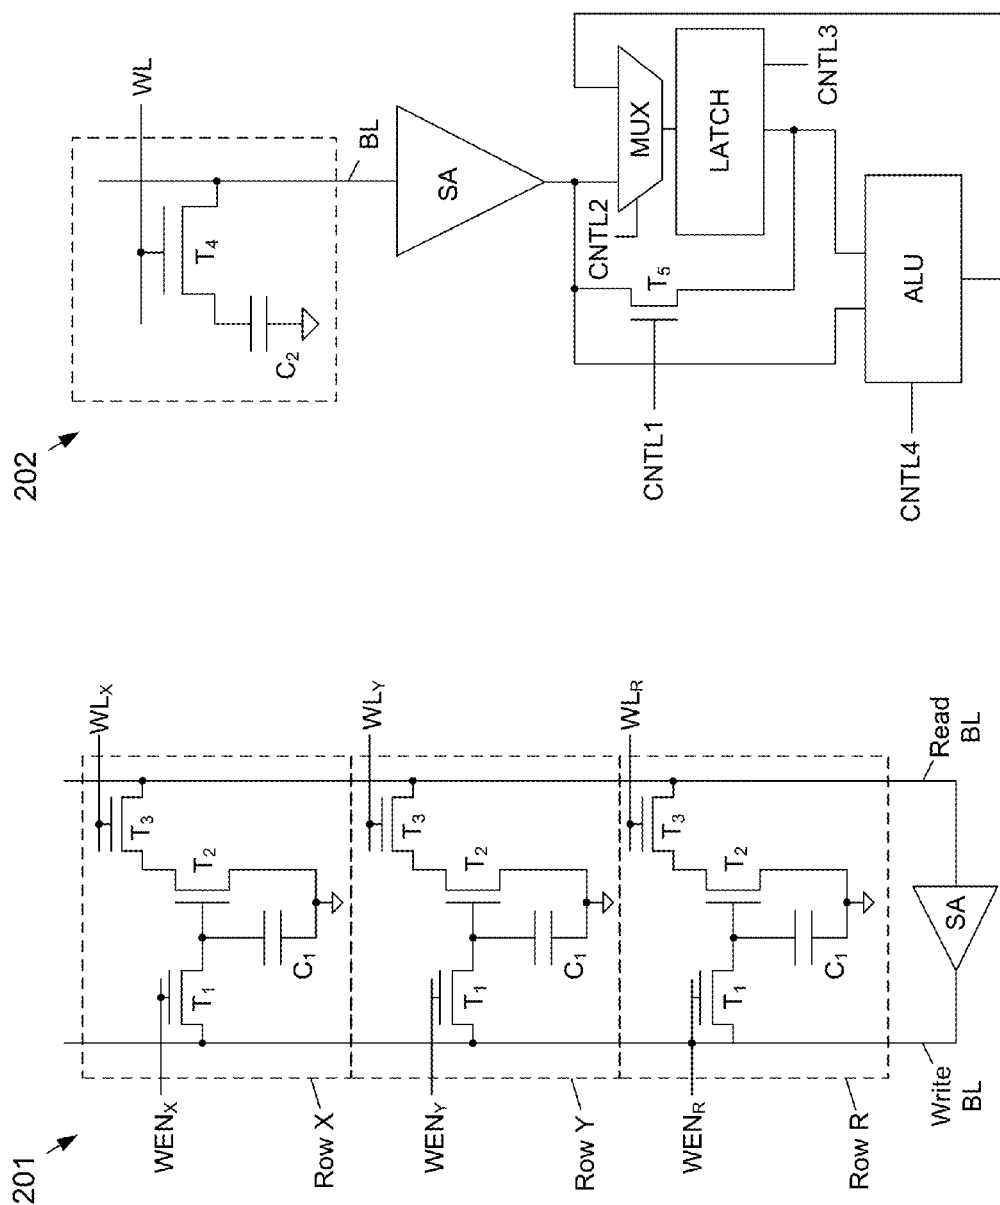 201
WEN_X
WEN_Y
WEN_R
Row X
Row Y
Row R
T_1
T_2
T_3
C_1
WL_X
T_1
T_2
T_3
C_1
WL_Y
T_1
T_2
T_3
C_1
WL_R
Write
BL
Read
BL
SA
202
WL
T_4
C_2
BL
SA
CNTL1
CNTL2
T_5
MUX
LATCH
CNTL3
CNTL4
ALU